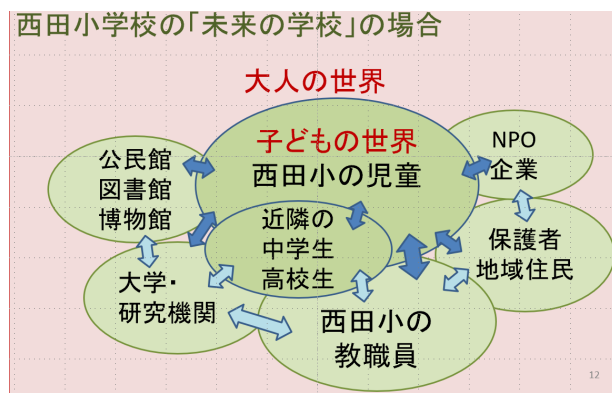 西田小学校の「未来の学校」の場合
大人の世界
子どもの世界
西田小の児童
NPO
企業
公民館
図書館
博物館
近隣の
中学生
高校生
保護者
地域住民
大学・
研究機関
西田小の
教職員
12